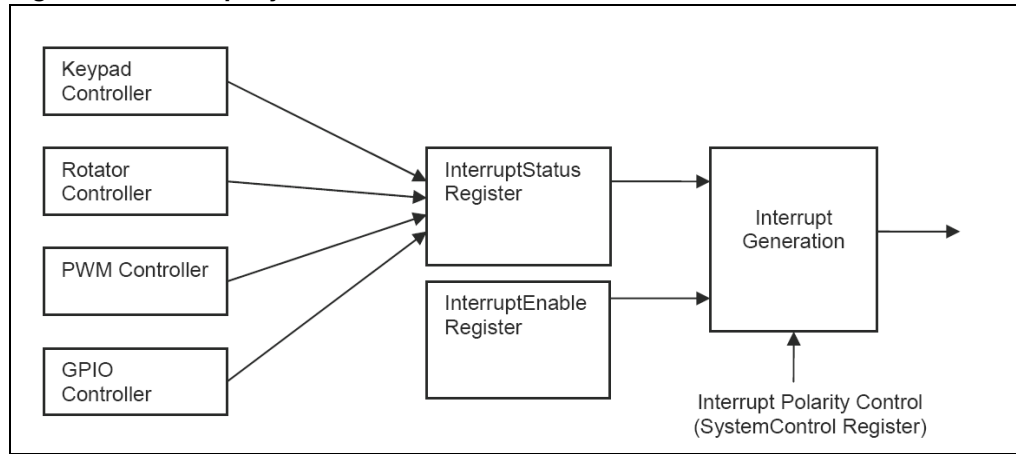 Keypad
Controller
Rotator
Controller
PWM Controller
GPIO
Controller
InterruptStatus
Register
InterruptEnable
Register
Interrupt
Generation
Interrupt Polarity Control
(SystemControl Register)